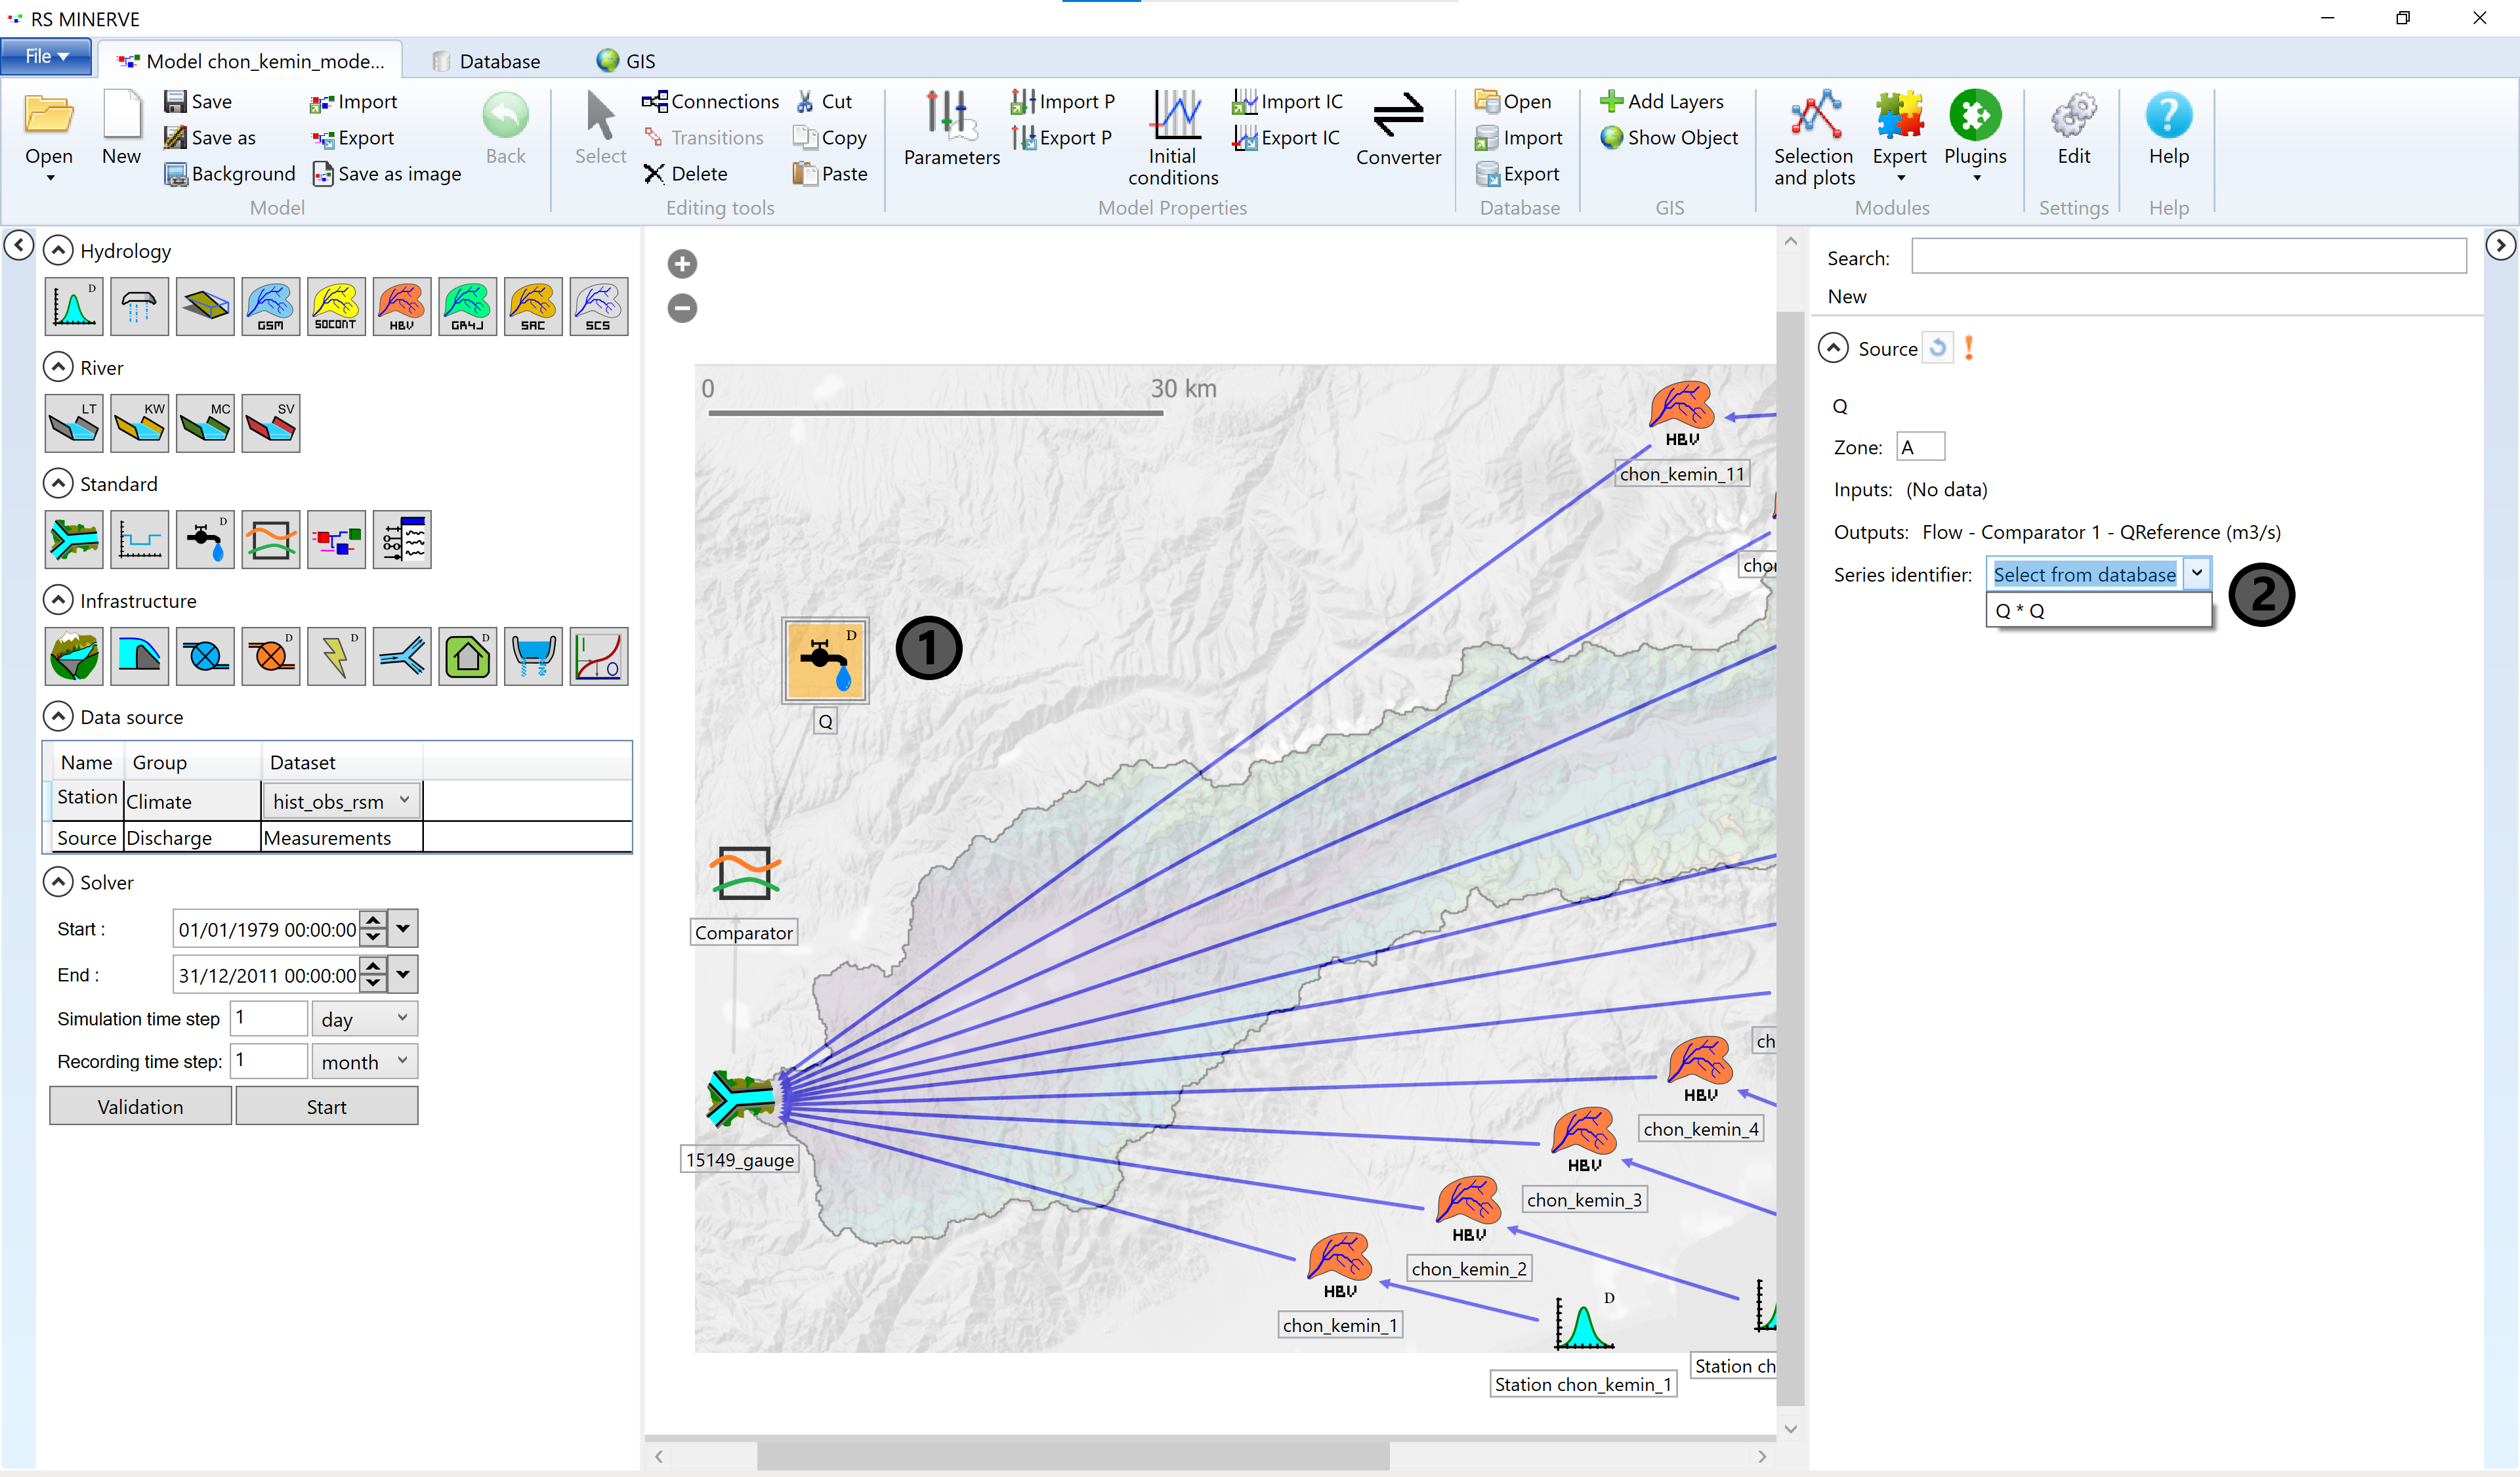 RS MINERVE
File
Model chon_kemin_mode...
Database
GIS
Open
New
Save
Save as
Background
Import
Export
Save as image
Back
Model
Select
Connections
Transitions
Delete
Cut
Copy
Paste
Editing tools
Parameters
Import P
Export P
Initial
conditions
Import IC
Export IC
Converter
Model Properties
Open
Import
Export
Database
Add Layers
Show Object
GIS
Selection
and plots
Expert
Plugins
Modules
Edit
Settings
Help
Help
Hydrology
D
GSM
SOCONT
HBV
GR4J
SAC
SCS
River
LT
KW
MC
SV
Standard
D
Infrastructure
D
D
D
I
O
Data source
Name Group Dataset
Station Climate hist_obs_rsm
Source Discharge Measurements
Solver
Start : 01/01/1979 00:00:00
End : 31/12/2011 00:00:00
Simulation time step 1 day
Recording time step: 1 month
Validation Start
0 30 km
HBV
chon_kemin_11
chon
D
1
Q
Comparator
15149_gauge
ch
HBV
chon_kemin_4
HBV
chon_kemin_3
HBV
chon_kemin_2
HBV
chon_kemin_1
D
Station chon_kemin_1
Station ch
Search:
New
Source
Q
Zone: A
Inputs: (No data)
Outputs: Flow - Comparator 1 - QReference (m3/s)
Series identifier: Select from database
Q * Q
2